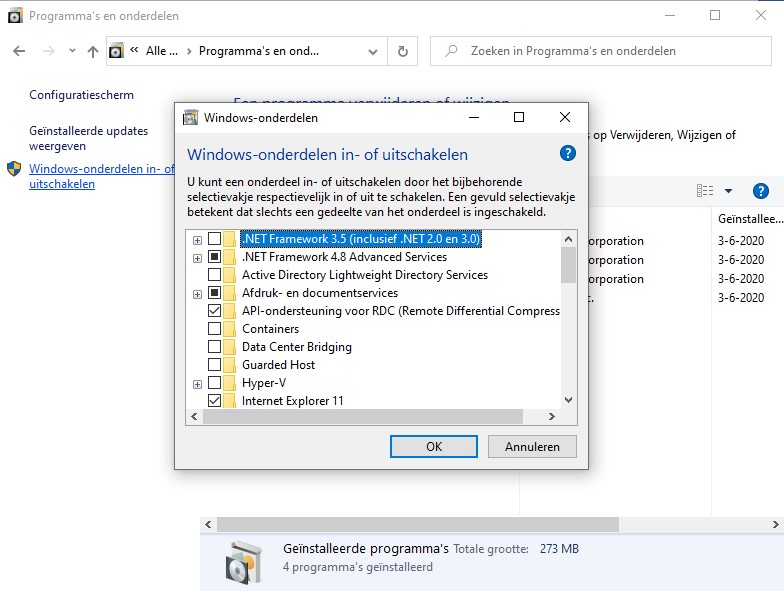 Programma's en onderdelen
« Alle ... > Programma's en ond...
Zoeken in Programma's en onderdelen
Configuratiescherm
Geïnstalleerde updates
weergeven
Windows-onderdelen in- of
uitschakelen
Een programma verwijderen of wijzigen
op Verwijderen, Wijzigen of
Windows-onderdelen
Windows-onderdelen in- of uitschakelen
U kunt een onderdeel in- of uitschakelen door het bijbehorende
selectievakje respectievelijk in of uit te schakelen. Een gevuld selectievakje
betekent dat slechts een gedeelte van het onderdeel is ingeschakeld.
.NET Framework 3.5 (inclusief .NET 2.0 en 3.0)
.NET Framework 4.8 Advanced Services
Active Directory Lightweight Directory Services
Afdruk- en documentservices
API-ondersteuning voor RDC (Remote Differential Compress
Containers
Data Center Bridging
Guarded Host
Hyper-V
Internet Explorer 11
OK
Annuleren
Geïnstallee...
orporation 3-6-2020
orporation 3-6-2020
orporation 3-6-2020
c. 3-6-2020
Geïnstalleerde programma's Totale grootte: 273 MB
4 programma's geïnstalleerd